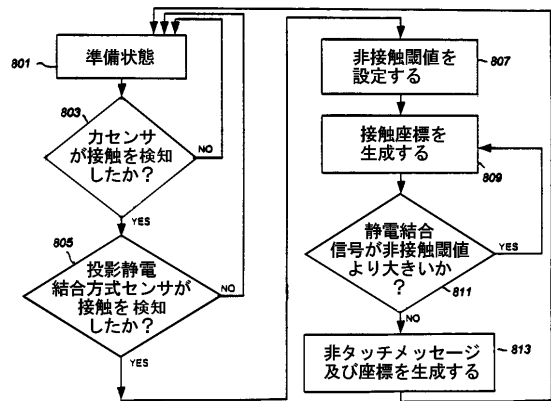 801
準備状態
803
力センサ
が接触を検知
したか？
NO
YES
805
投影静電
結合方式センサが
接触を検知
したか？
NO
YES
非接触閾値を
設定する
807
接触座標を
生成する
809
静電結合
信号が非接触閾値
より大きいか
？
YES
811
NO
非タッチメッセージ
及び座標を生成する
813